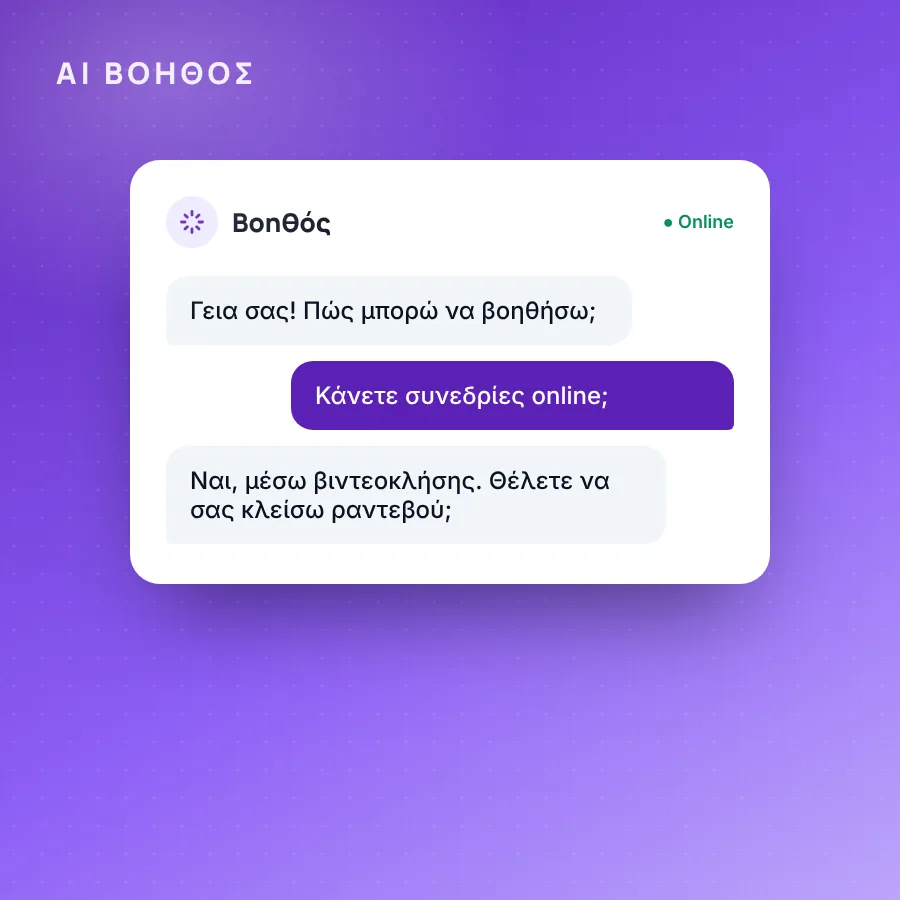 AI ΒΟΗΘΟΣ
Βοηθός
• Online
Γεια σας! Πώς μπορώ να βοηθήσω;
Κάνετε συνεδρίες online;
Ναι, μέσω βιντεοκλήσης. Θέλετε να
σας κλείσω ραντεβού;